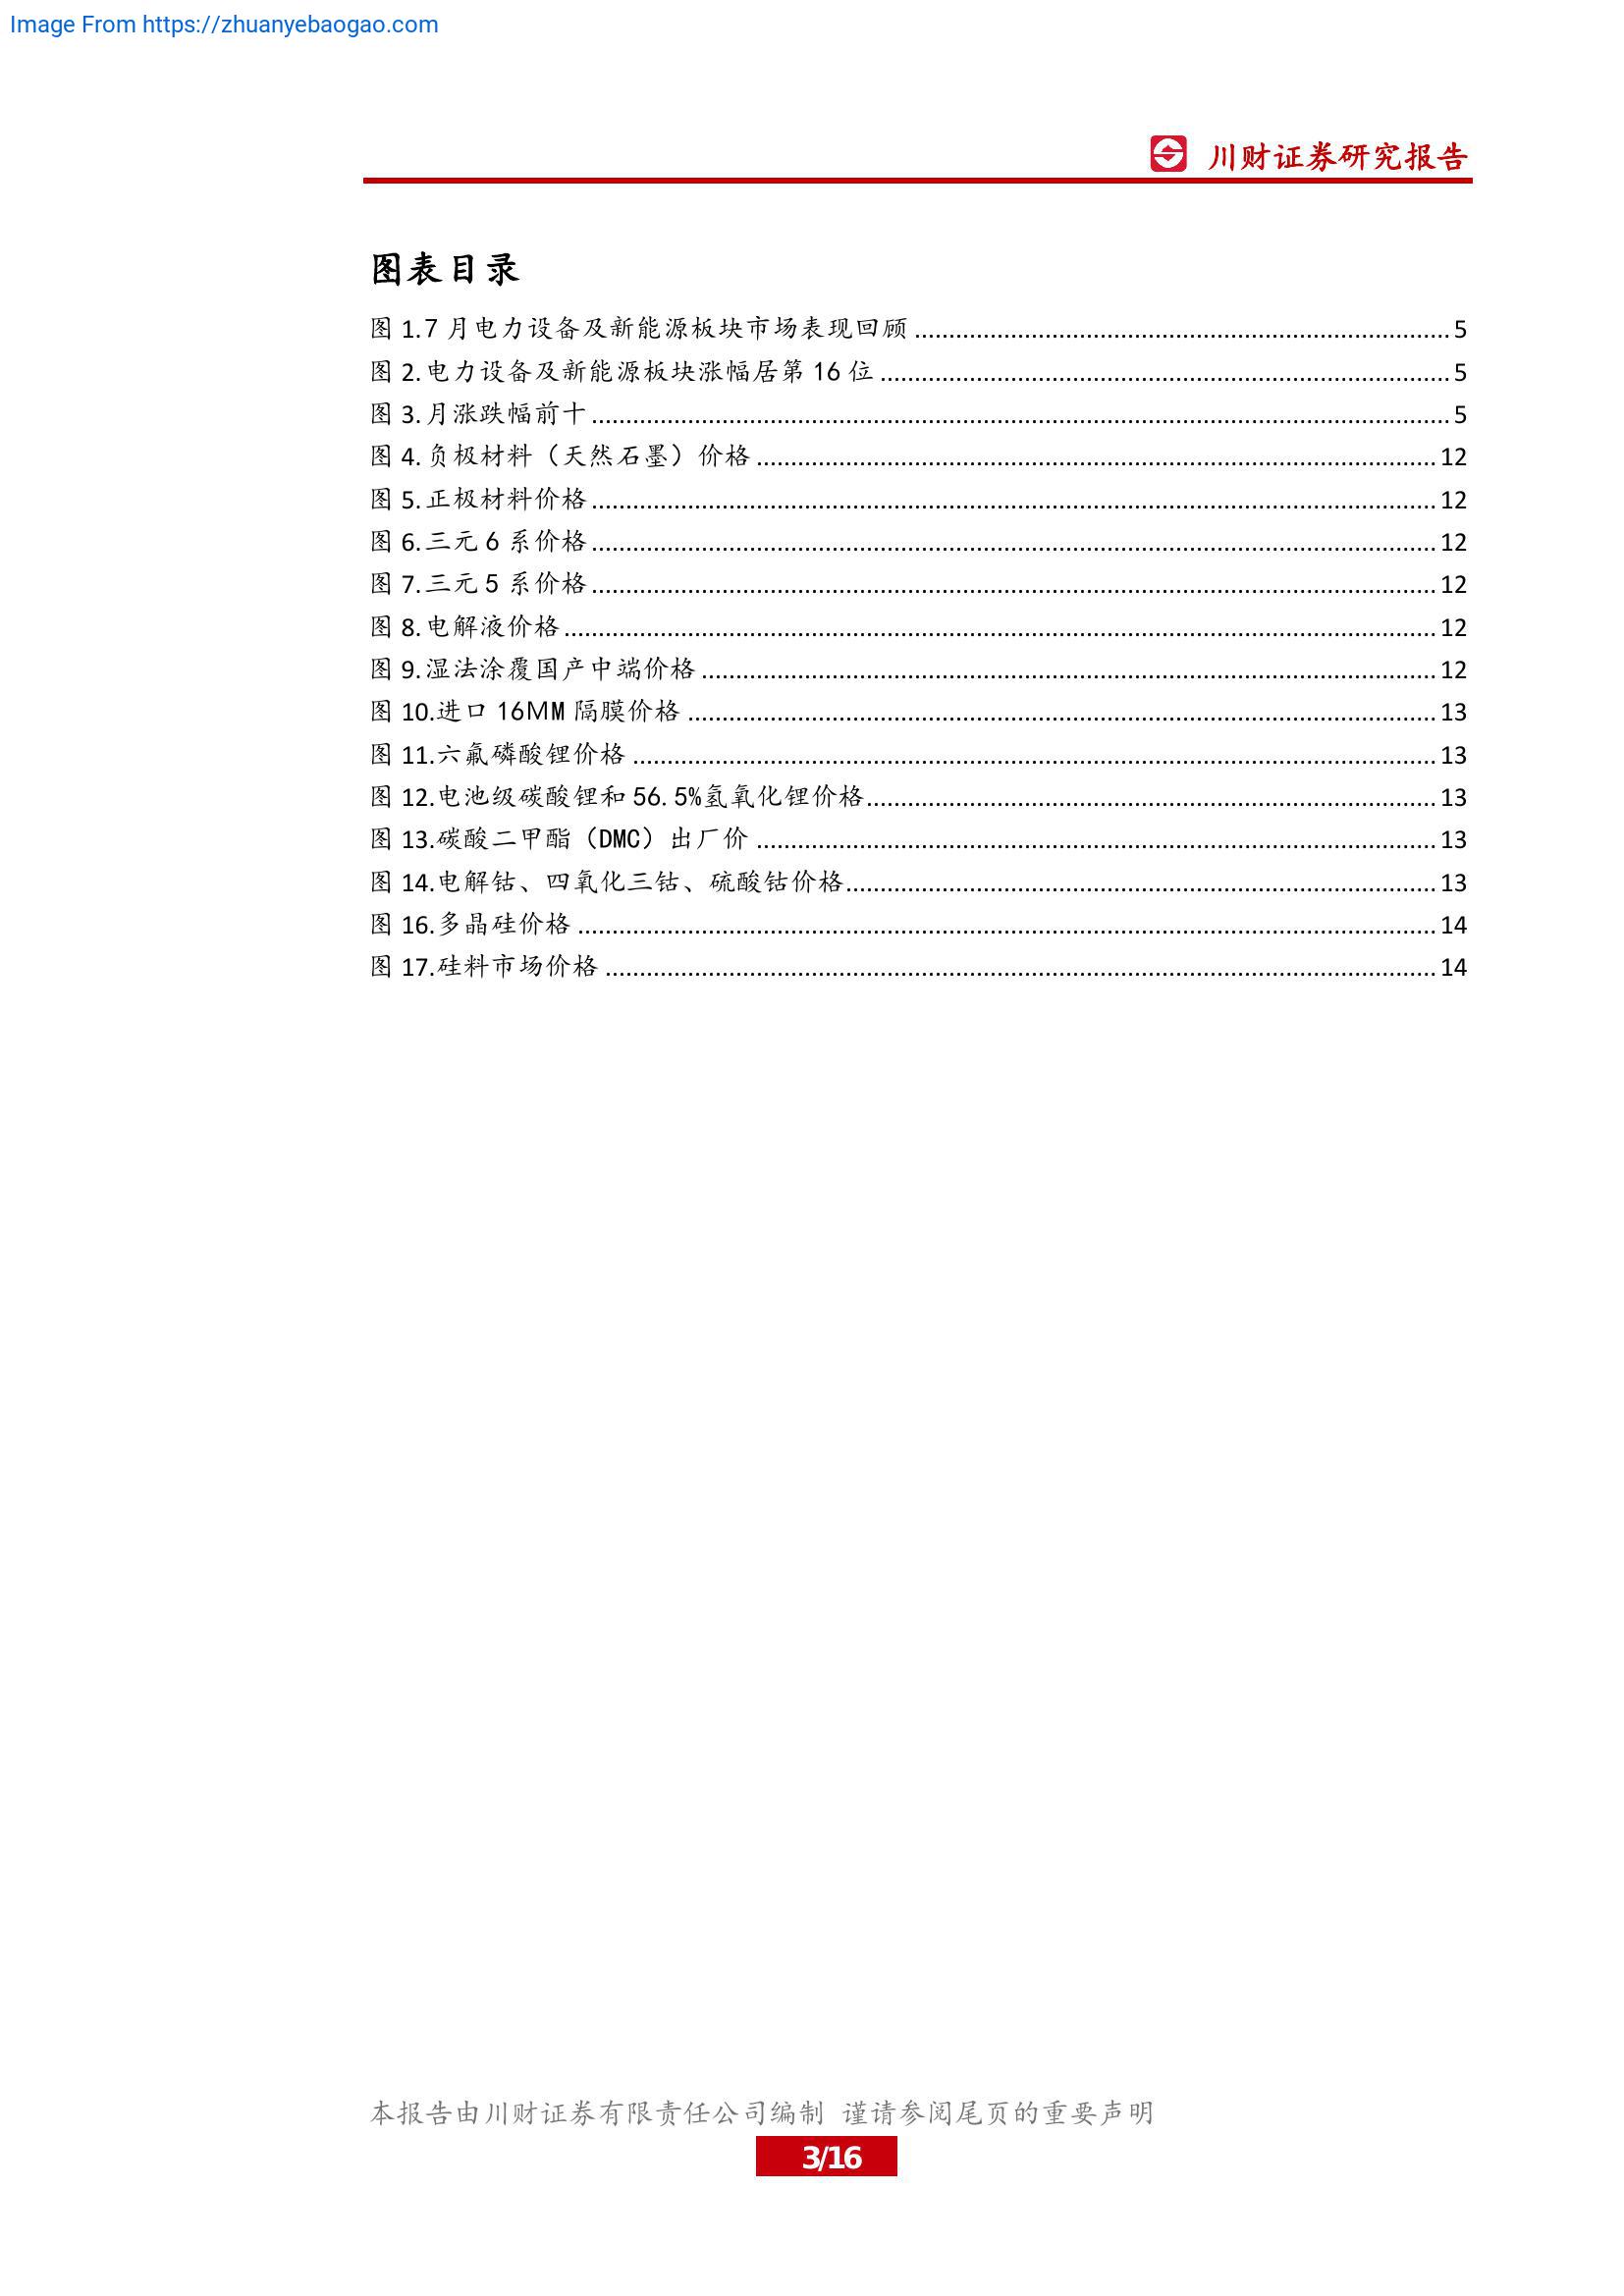 Image From https://zhuanyebaogao.com
川财证券研究报告
图表目录
图 1.7 月电力设备及新能源板块市场表现回顾 5
图 2.电力设备及新能源板块涨幅居第 16 位 5
图 3.月涨跌幅前十 5
图 4.负极材料（天然石墨）价格 12
图 5.正极材料价格 12
图 6.三元 6 系价格 12
图 7.三元 5 系价格 12
图 8.电解液价格 12
图 9.湿法涂覆国产中端价格 12
图 10.进口 16MM 隔膜价格 13
图 11.六氟磷酸锂价格 13
图 12.电池级碳酸锂和 56.5%氢氧化锂价格 13
图 13.碳酸二甲酯（DMC）出厂价 13
图 14.电解钴、四氧化三钴、硫酸钴价格 13
图 16.多晶硅价格 14
图 17.硅料市场价格 14
本报告由川财证券有限责任公司编制 谨请参阅尾页的重要声明
3/16